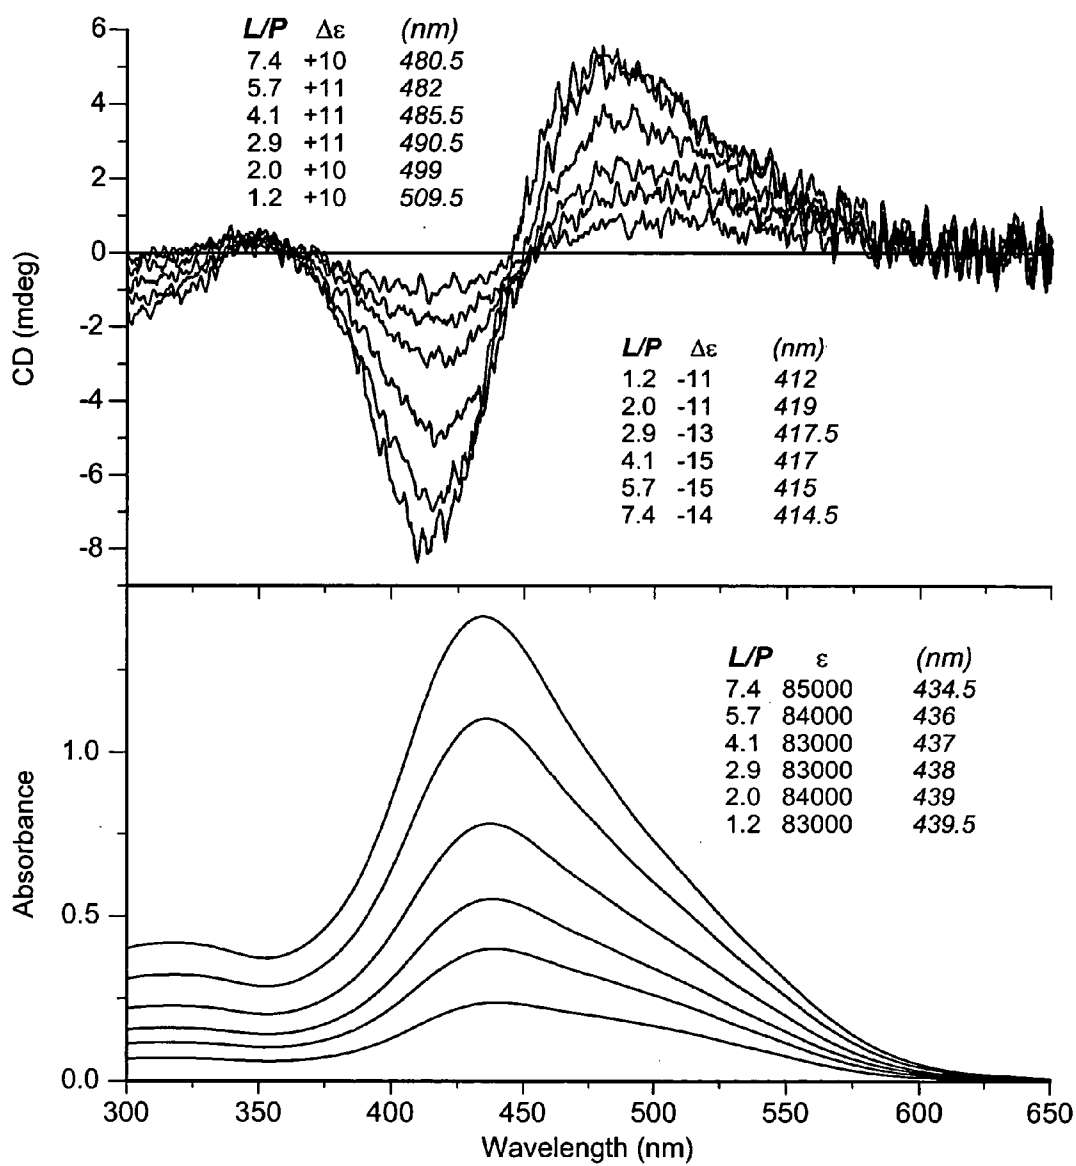 L/P Δε (nm)
7.4 +10 480.5
5.7 +11 482
4.1 +11 485.5
2.9 +11 490.5
2.0 +10 499
1.2 +10 509.5
6
4
2
0
-2
-4
-6
-8
CD (mdeg)
L/P Δε (nm)
1.2 -11 412
2.0 -11 419
2.9 -13 417.5
4.1 -15 417
5.7 -15 415
7.4 -14 414.5
L/P ε (nm)
7.4 85000 434.5
5.7 84000 436
4.1 83000 437
2.9 83000 438
2.0 84000 439
1.2 83000 439.5
1.0
0.5
0.0
Absorbance
300 350 400 450 500 550 600 650
Wavelength (nm)